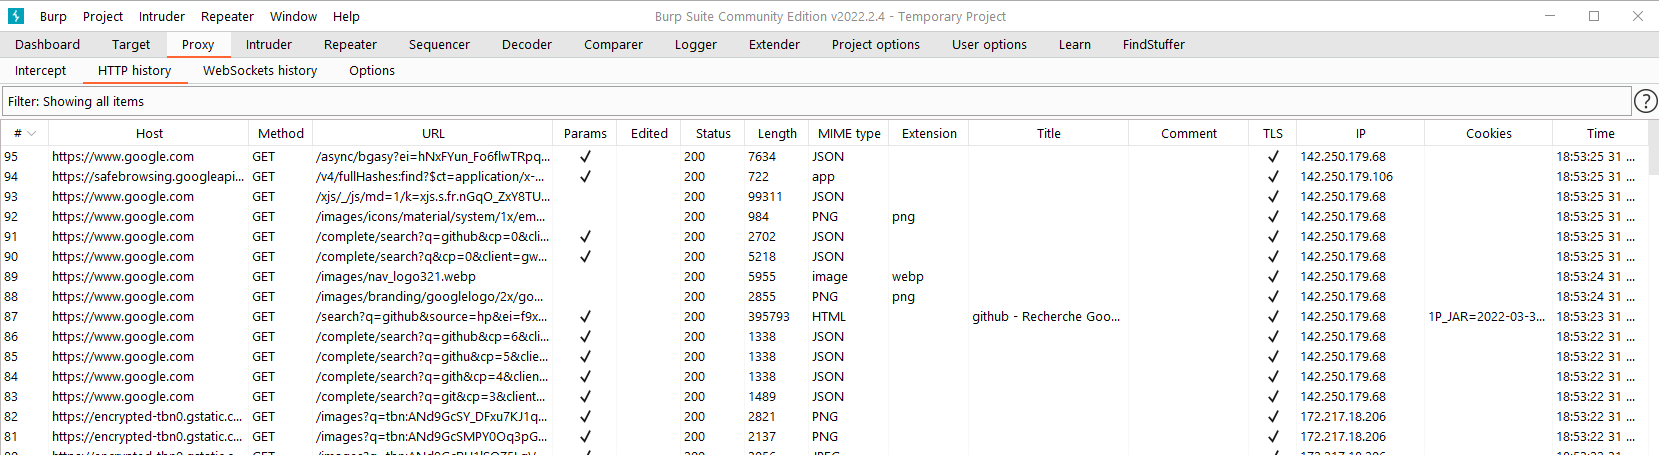 Burp Project Intruder Repeater Window Help Burp Suite Community Edition v2022.2.4 - Temporary Project
Dashboard Target Proxy Intruder Repeater Sequencer Decoder Comparer Logger Extender Project options User options Learn FindStuffer
Intercept HTTP history WebSockets history Options
Filter: Showing all items ?
# Host Method URL Params Edited Status Length MIME type Extension Title Comment TLS IP Cookies Time
95 https://www.google.com GET /async/bgasy?ei=hNxFYun_Fo6flwTRpq... ✓ 200 7634 JSON ✓ 142.250.179.68 18:53:25 31 ...
94 https://safebrowsing.googleapi... GET /v4/fullHashes:find?$ct=application/x-... ✓ 200 722 app ✓ 142.250.179.106 18:53:25 31 ...
93 https://www.google.com GET /xjs/_/js/md=1/k=xjs.s.fr.nGqO_ZxY8TU... 200 99311 JSON ✓ 142.250.179.68 18:53:25 31 ...
92 https://www.google.com GET /images/icons/material/system/1x/em... 200 984 PNG png ✓ 142.250.179.68 18:53:25 31 ...
91 https://www.google.com GET /complete/search?q=github&cp=0&cli... ✓ 200 2702 JSON ✓ 142.250.179.68 18:53:25 31 ...
90 https://www.google.com GET /complete/search?q&cp=0&client=gw... ✓ 200 5218 JSON ✓ 142.250.179.68 18:53:25 31 ...
89 https://www.google.com GET /images/nav_logo321.webp 200 5955 image webp ✓ 142.250.179.68 18:53:24 31 ...
88 https://www.google.com GET /images/branding/googlelogo/2x/go... 200 2855 PNG png ✓ 142.250.179.68 18:53:24 31 ...
87 https://www.google.com GET /search?q=github&source=hp&ei=f9x... ✓ 200 395793 HTML github - Recherche Goo... ✓ 142.250.179.68 1P_JAR=2022-03-3... 18:53:23 31 ...
86 https://www.google.com GET /complete/search?q=github&cp=6&cli... ✓ 200 1338 JSON ✓ 142.250.179.68 18:53:22 31 ...
85 https://www.google.com GET /complete/search?q=githu&cp=5&clie... ✓ 200 1338 JSON ✓ 142.250.179.68 18:53:22 31 ...
84 https://www.google.com GET /complete/search?q=gith&cp=4&clien... ✓ 200 1338 JSON ✓ 142.250.179.68 18:53:22 31 ...
83 https://www.google.com GET /complete/search?q=git&cp=3&client... ✓ 200 1489 JSON ✓ 142.250.179.68 18:53:22 31 ...
82 https://encrypted-tbn0.gstatic.c... GET /images?q=tbn:ANd9GcSY_DFxu7KJ1q... ✓ 200 2821 PNG ✓ 172.217.18.206 18:53:22 31 ...
81 https://encrypted-tbn0.gstatic.c... GET /images?q=tbn:ANd9GcSMPY0Oq3pG... ✓ 200 2137 PNG ✓ 172.217.18.206 18:53:22 31 ...